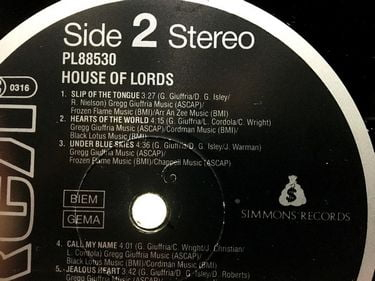 Side 2 Stereo
PL88530
HOUSE OF LORDS
0316
1. SLIP OF THE TONGUE 3:27 (G. Giuffria/D. G. Isley/
R. Nielson) Gregg Giuffria Music (ASCAP)/
Frozen Flame Music (BMI)/Arr An Zee Music (BMI)
2. HEARTS OF THE WORLD 4:15 (G. Giuffria/L. Cordola/C. Wright)
Gregg Giuffria Music (ASCAP)/Cordman Music (BMI)/
Black Lotus Music (BMI)
3. UNDER BLUE SKIES 4:36 (G. Giuffria/D.G. Isley/J. Warman)
Gregg Giuffria Music (ASCAP)/
Frozen Flame Music (BMI)/Chappell Music (ASCAP)
BIEM
GEMA
$
SIMMONS RECORDS
RCA
4. CALL MY NAME 4:01 (G. Giuffria/C. Wright/J. Christian/
L. Cordola) Gregg Giuffria Music (ASCAP)/
Black Lotus Music (BMI)/Cordman Music (BMI)
5. JEALOUS HEART 3:42 (G. Giuffria/D. G. Isley/D. Roberts)
Gregg Giuffria Music (ASCAP)/